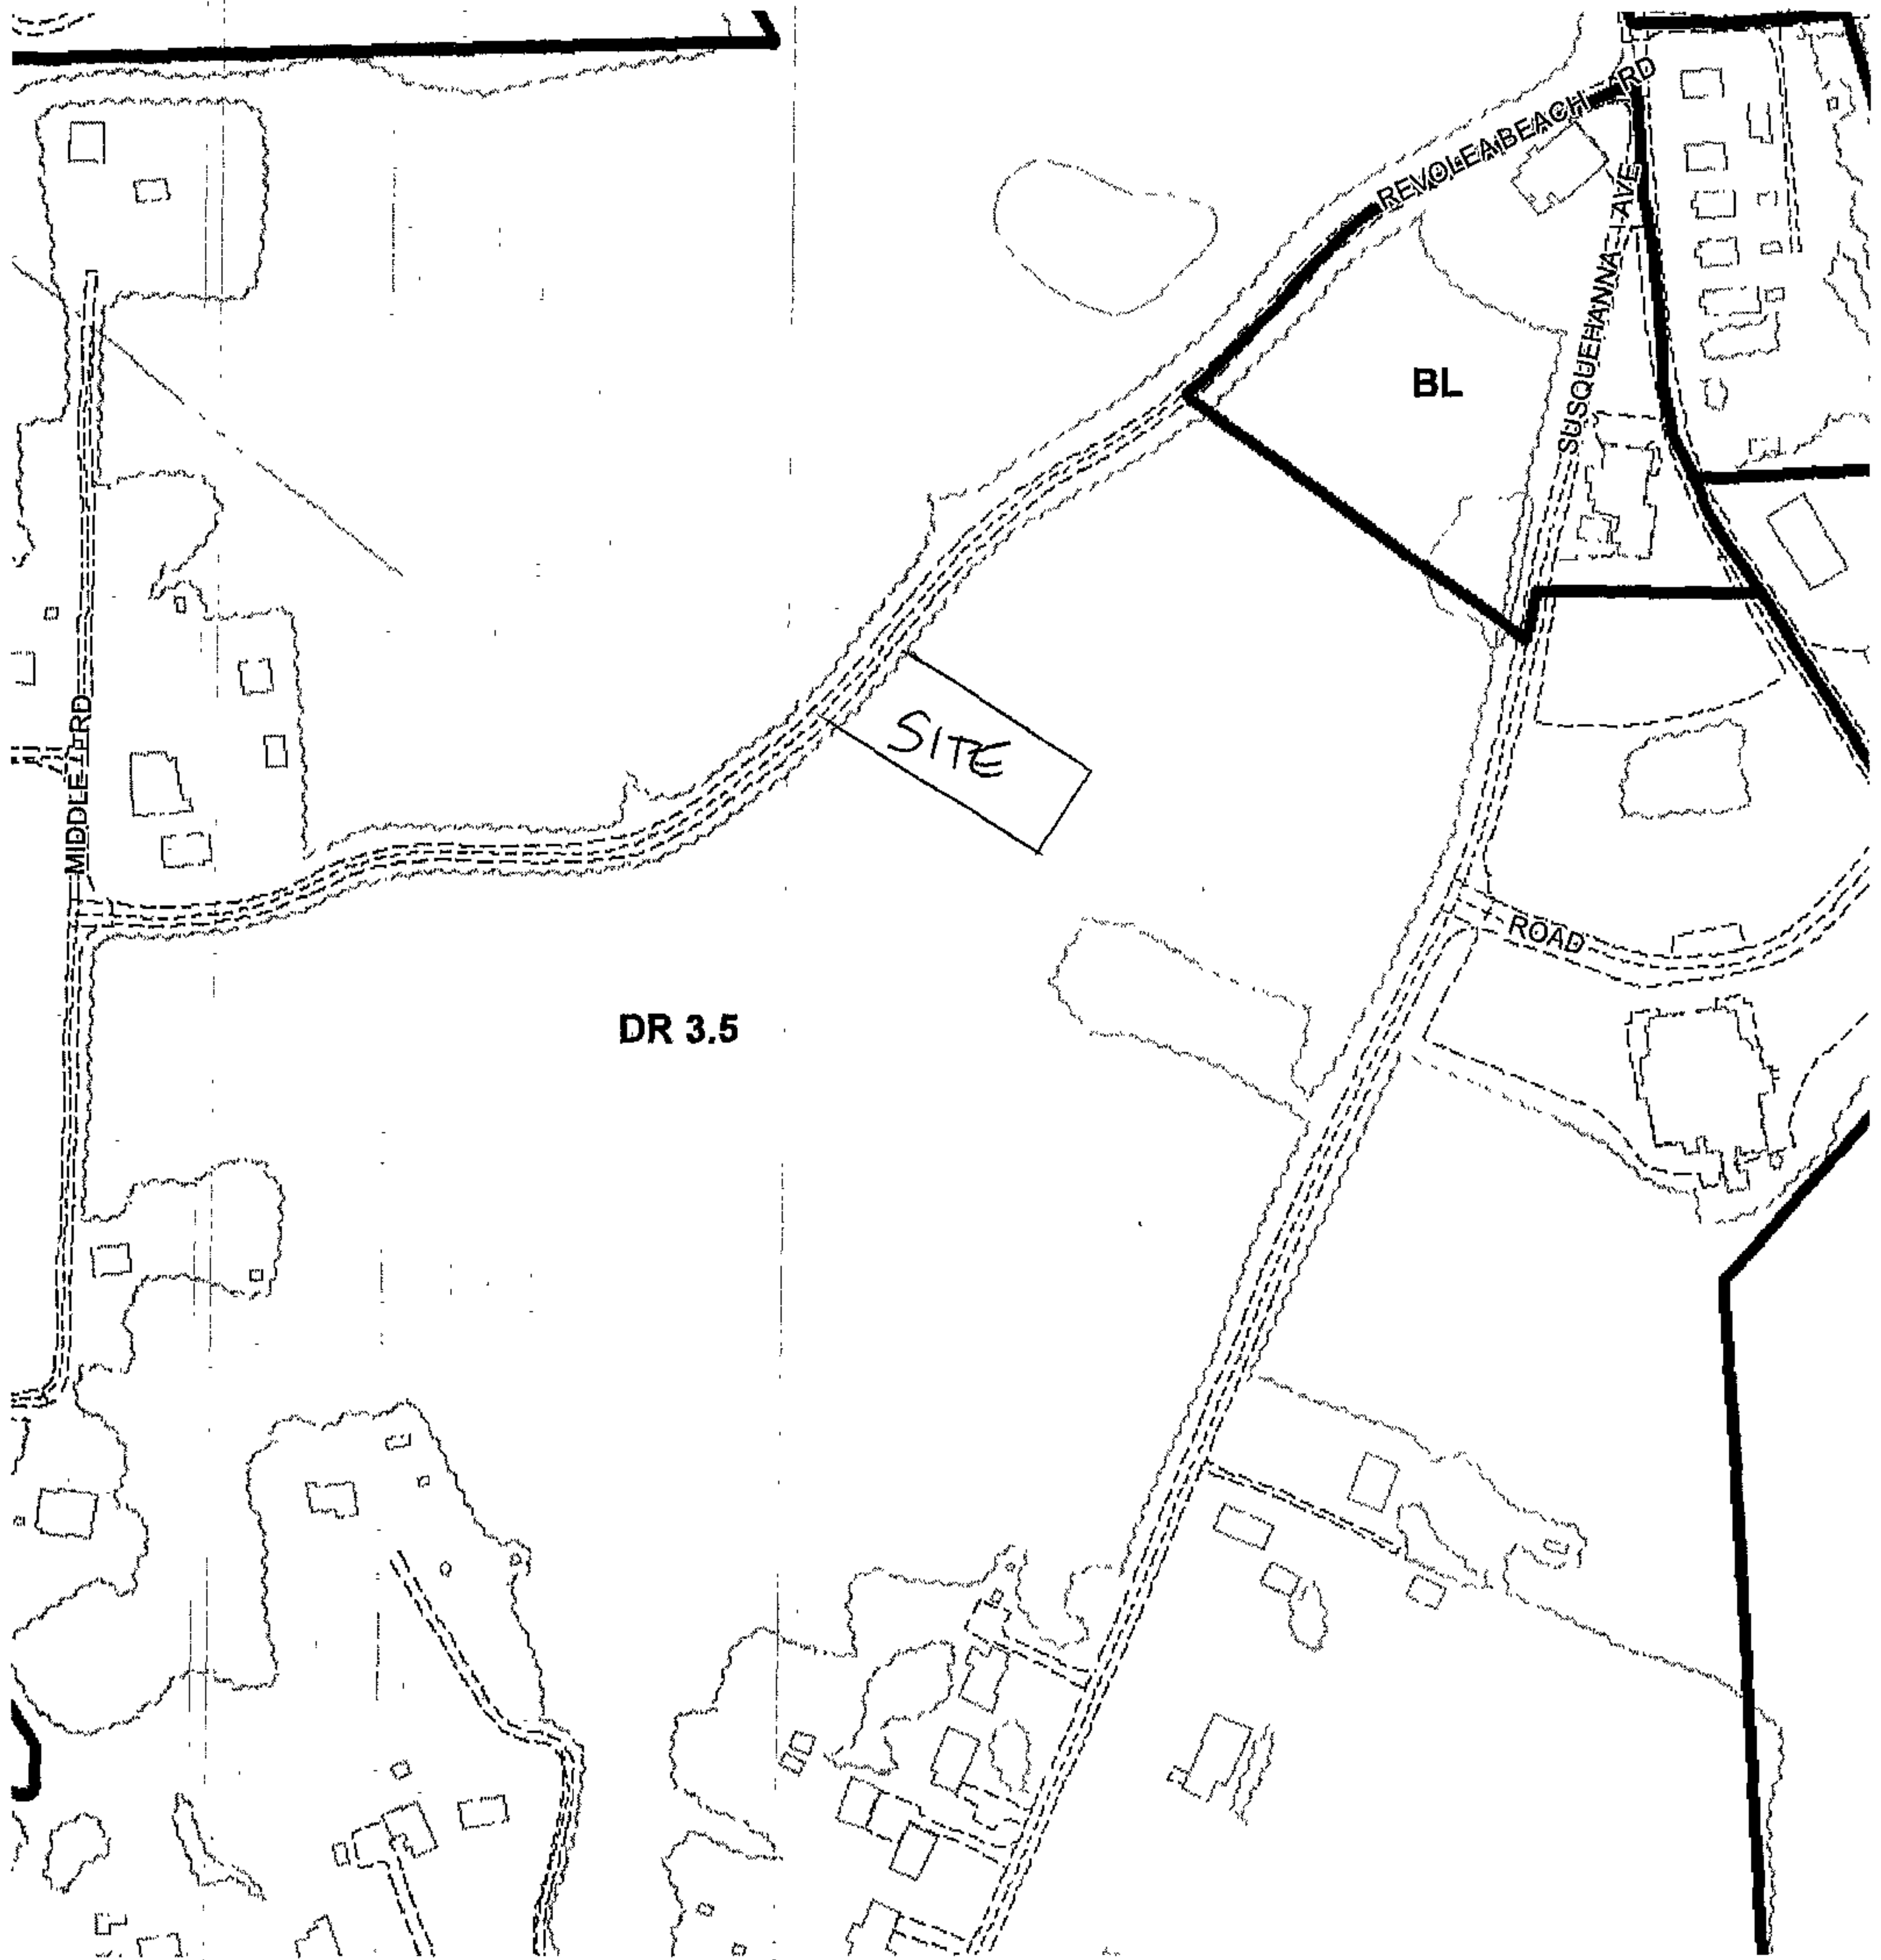 REVOLEA BEACH RD
SUSQUEHANNA AVE
BL
SITE
MIDDLE RD
ROAD
DR 3.5